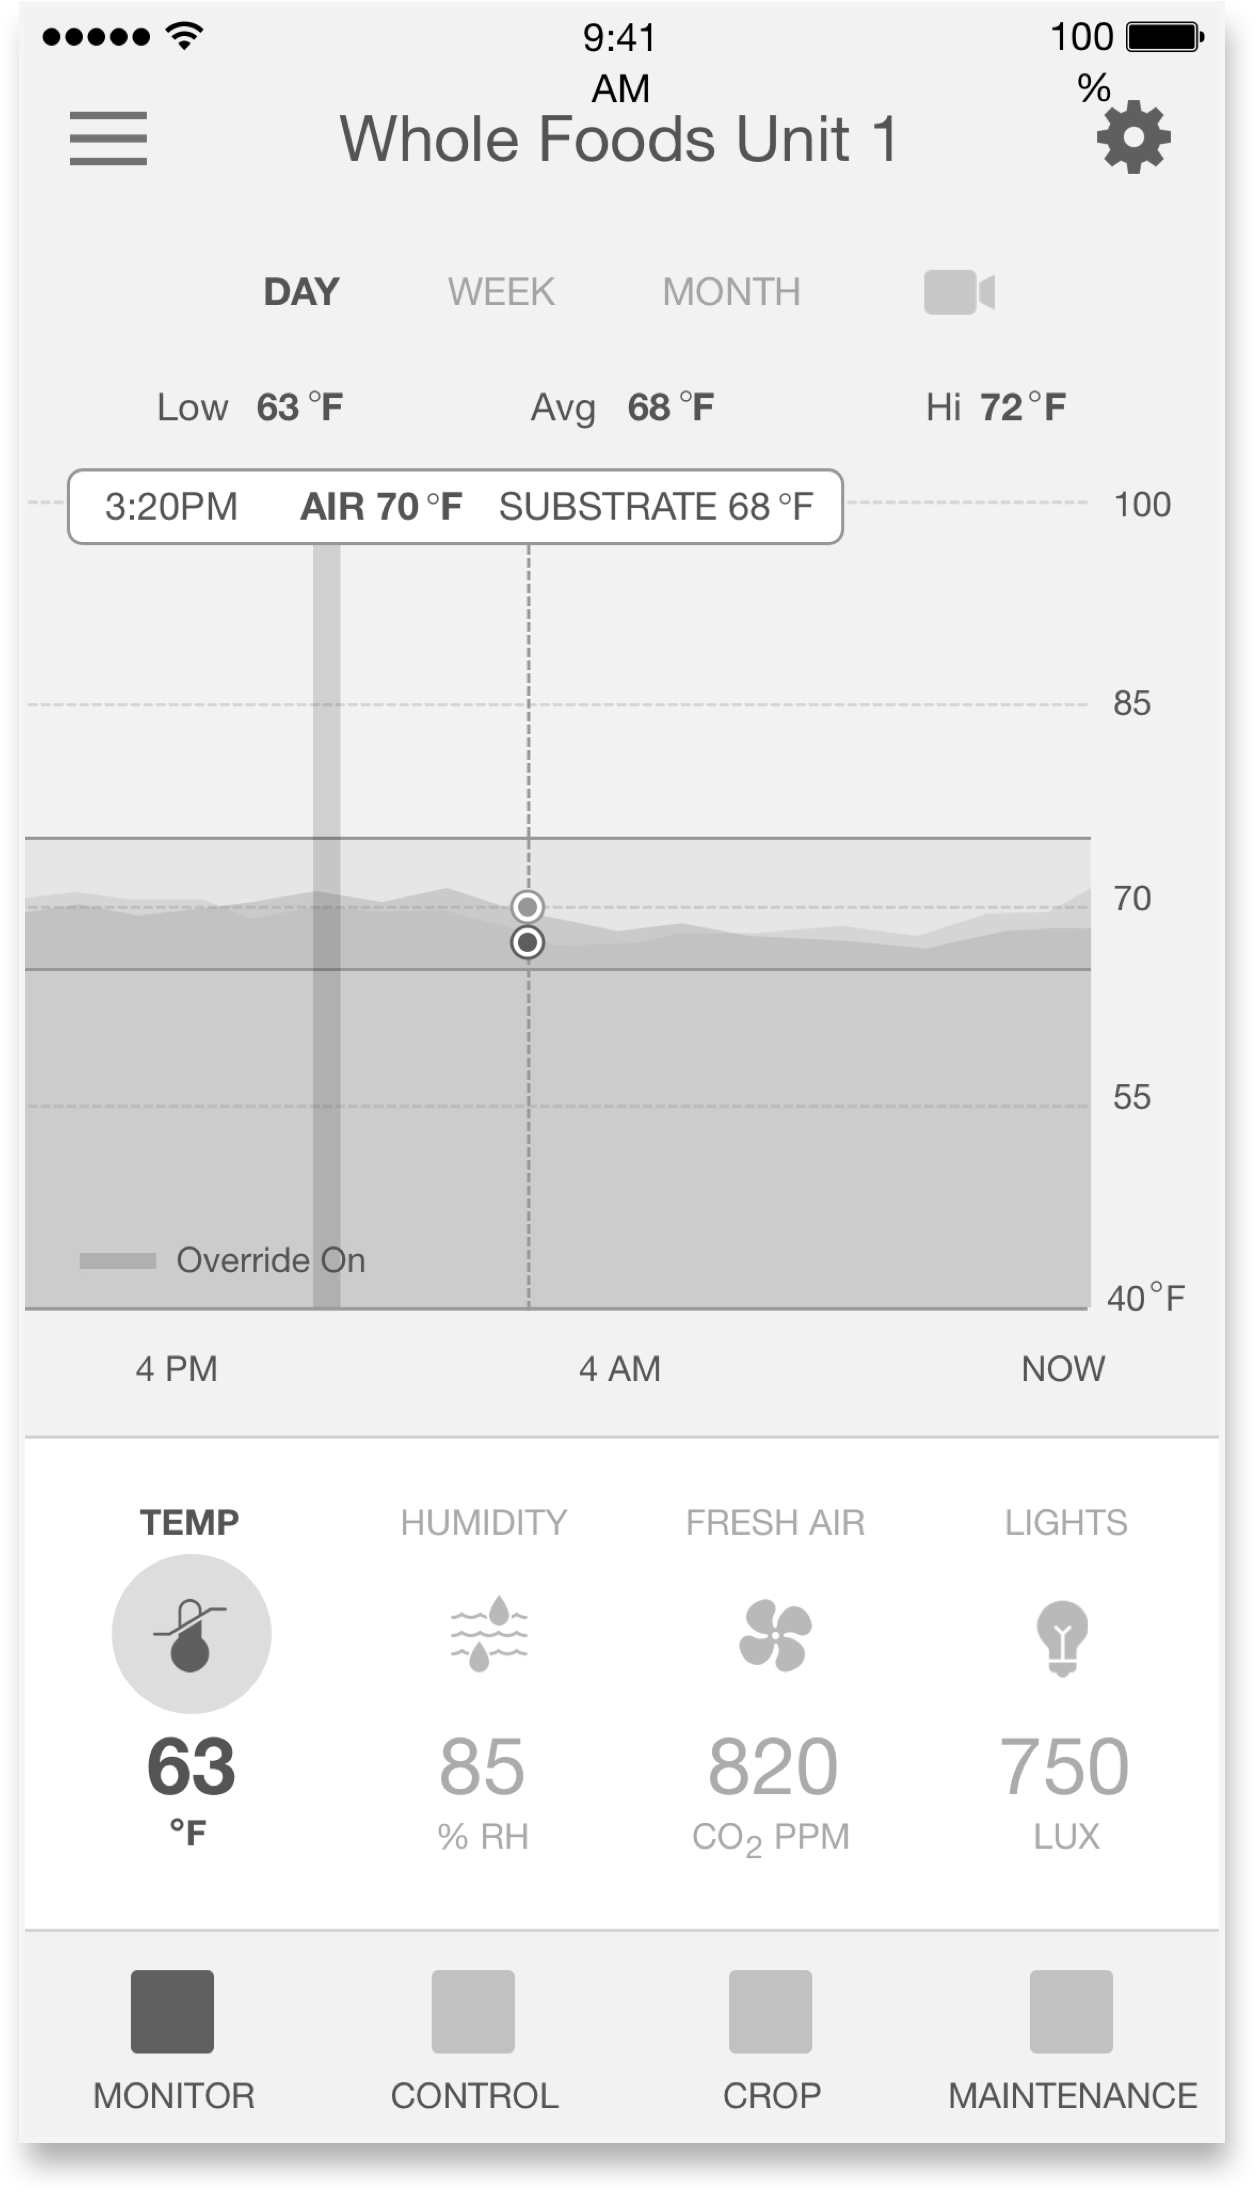 9:41 AM 100 %
Whole Foods Unit 1
DAY WEEK MONTH
Low 63 °F Avg 68 °F Hi 72 °F
3:20PM AIR 70 °F SUBSTRATE 68 °F
100
85
70
55
Override On
40 °F
4 PM 4 AM NOW
TEMP HUMIDITY FRESH AIR LIGHTS
63 85 820 750
°F % RH CO2 PPM LUX
MONITOR CONTROL CROP MAINTENANCE